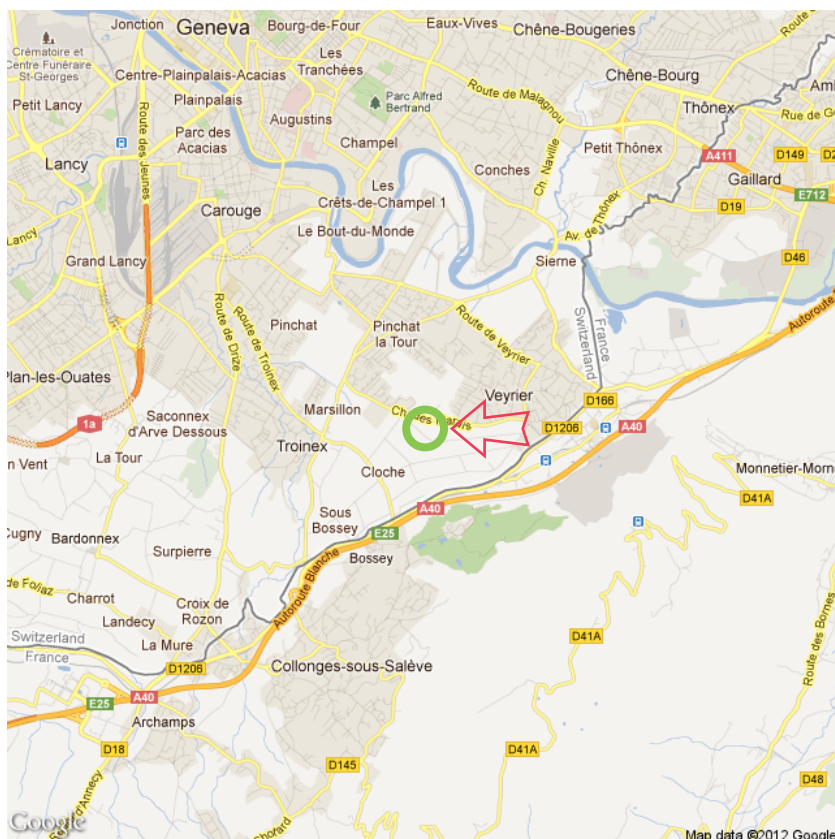 Jonction
Geneva
Bourg-de-Four
Eaux-Vives
Chêne-Bougeries
Crématoire et
Centre Funéraire
St-Georges
Les
Tranchées
Centre-Plainpalais-Acacias
Chêne-Bourg
Petit Lancy
Plainpalais
Parc Alfred
Bertrand
Route de Malagnou
Thônex
Augustins
Parc des
Acacias
Route des Jeunes
Champel
Petit Thônex
A411
D149
Lancy
Conches
Ch. Naville
Gaillard
Les
Crêts-de-Champel 1
E712
Carouge
D19
Le Bout-du-Monde
Av. de Thônex
Lancy
Grand Lancy
Sierne
D46
Route de Drize
Route de Troinex
Pinchat
Pinchat
la Tour
Route de Veyrier
France
Switzerland
Autoroute
Plan-les-Ouates
Veyrier
D166
Marsillon
Ch. des Marais
1a
Saconnex
d'Arve Dessous
D1206
A40
Troinex
La Tour
Cloche
Monnetier-Morne
D41A
Sous
Bossey
A40
E25
Bardonnex
Surpierre
Bossey
Autoroute Blanche
Charrot
Croix de
Rozon
Route des Bornes
Landecy
Switzerland
France
La Mure
D41A
D1206
Collonges-sous-Salève
A40
E25
Archamps
D18
D41A
D145
D48
Google
Map data ©2012 Google